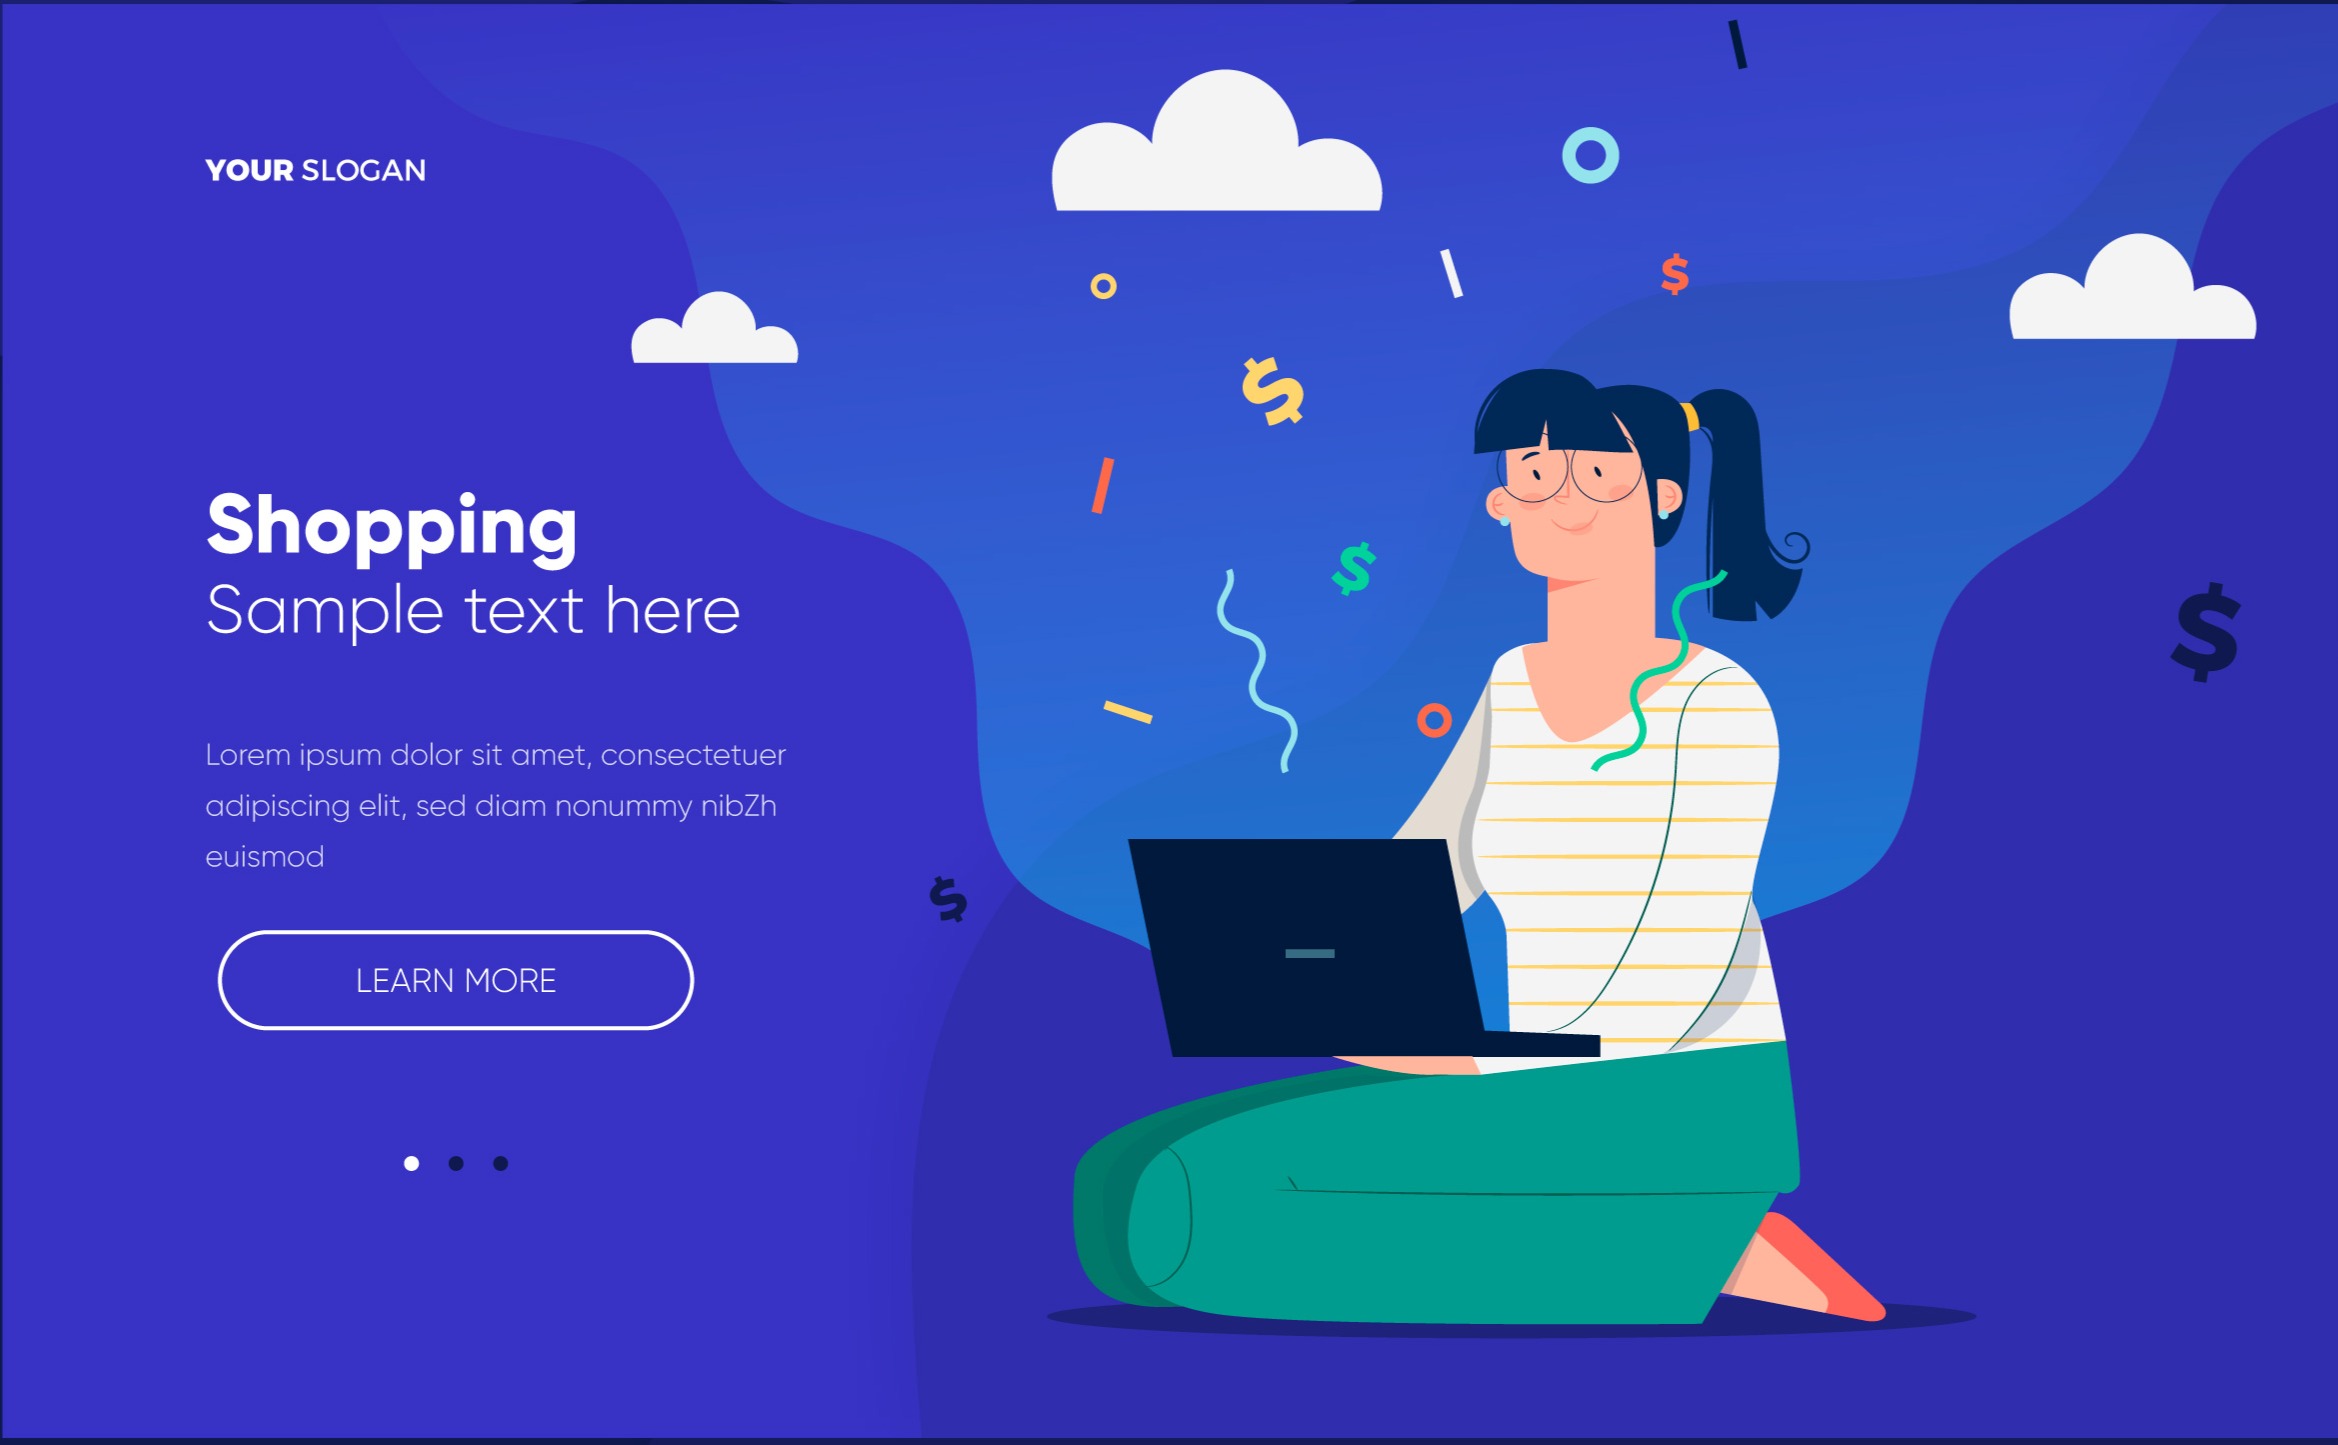 YOUR SLOGAN
Shopping
Sample text here
Lorem ipsum dolor sit amet, consectetuer
adipiscing elit, sed diam nonummy nibZh
euismod
LEARN MORE
$
$
$
$
$